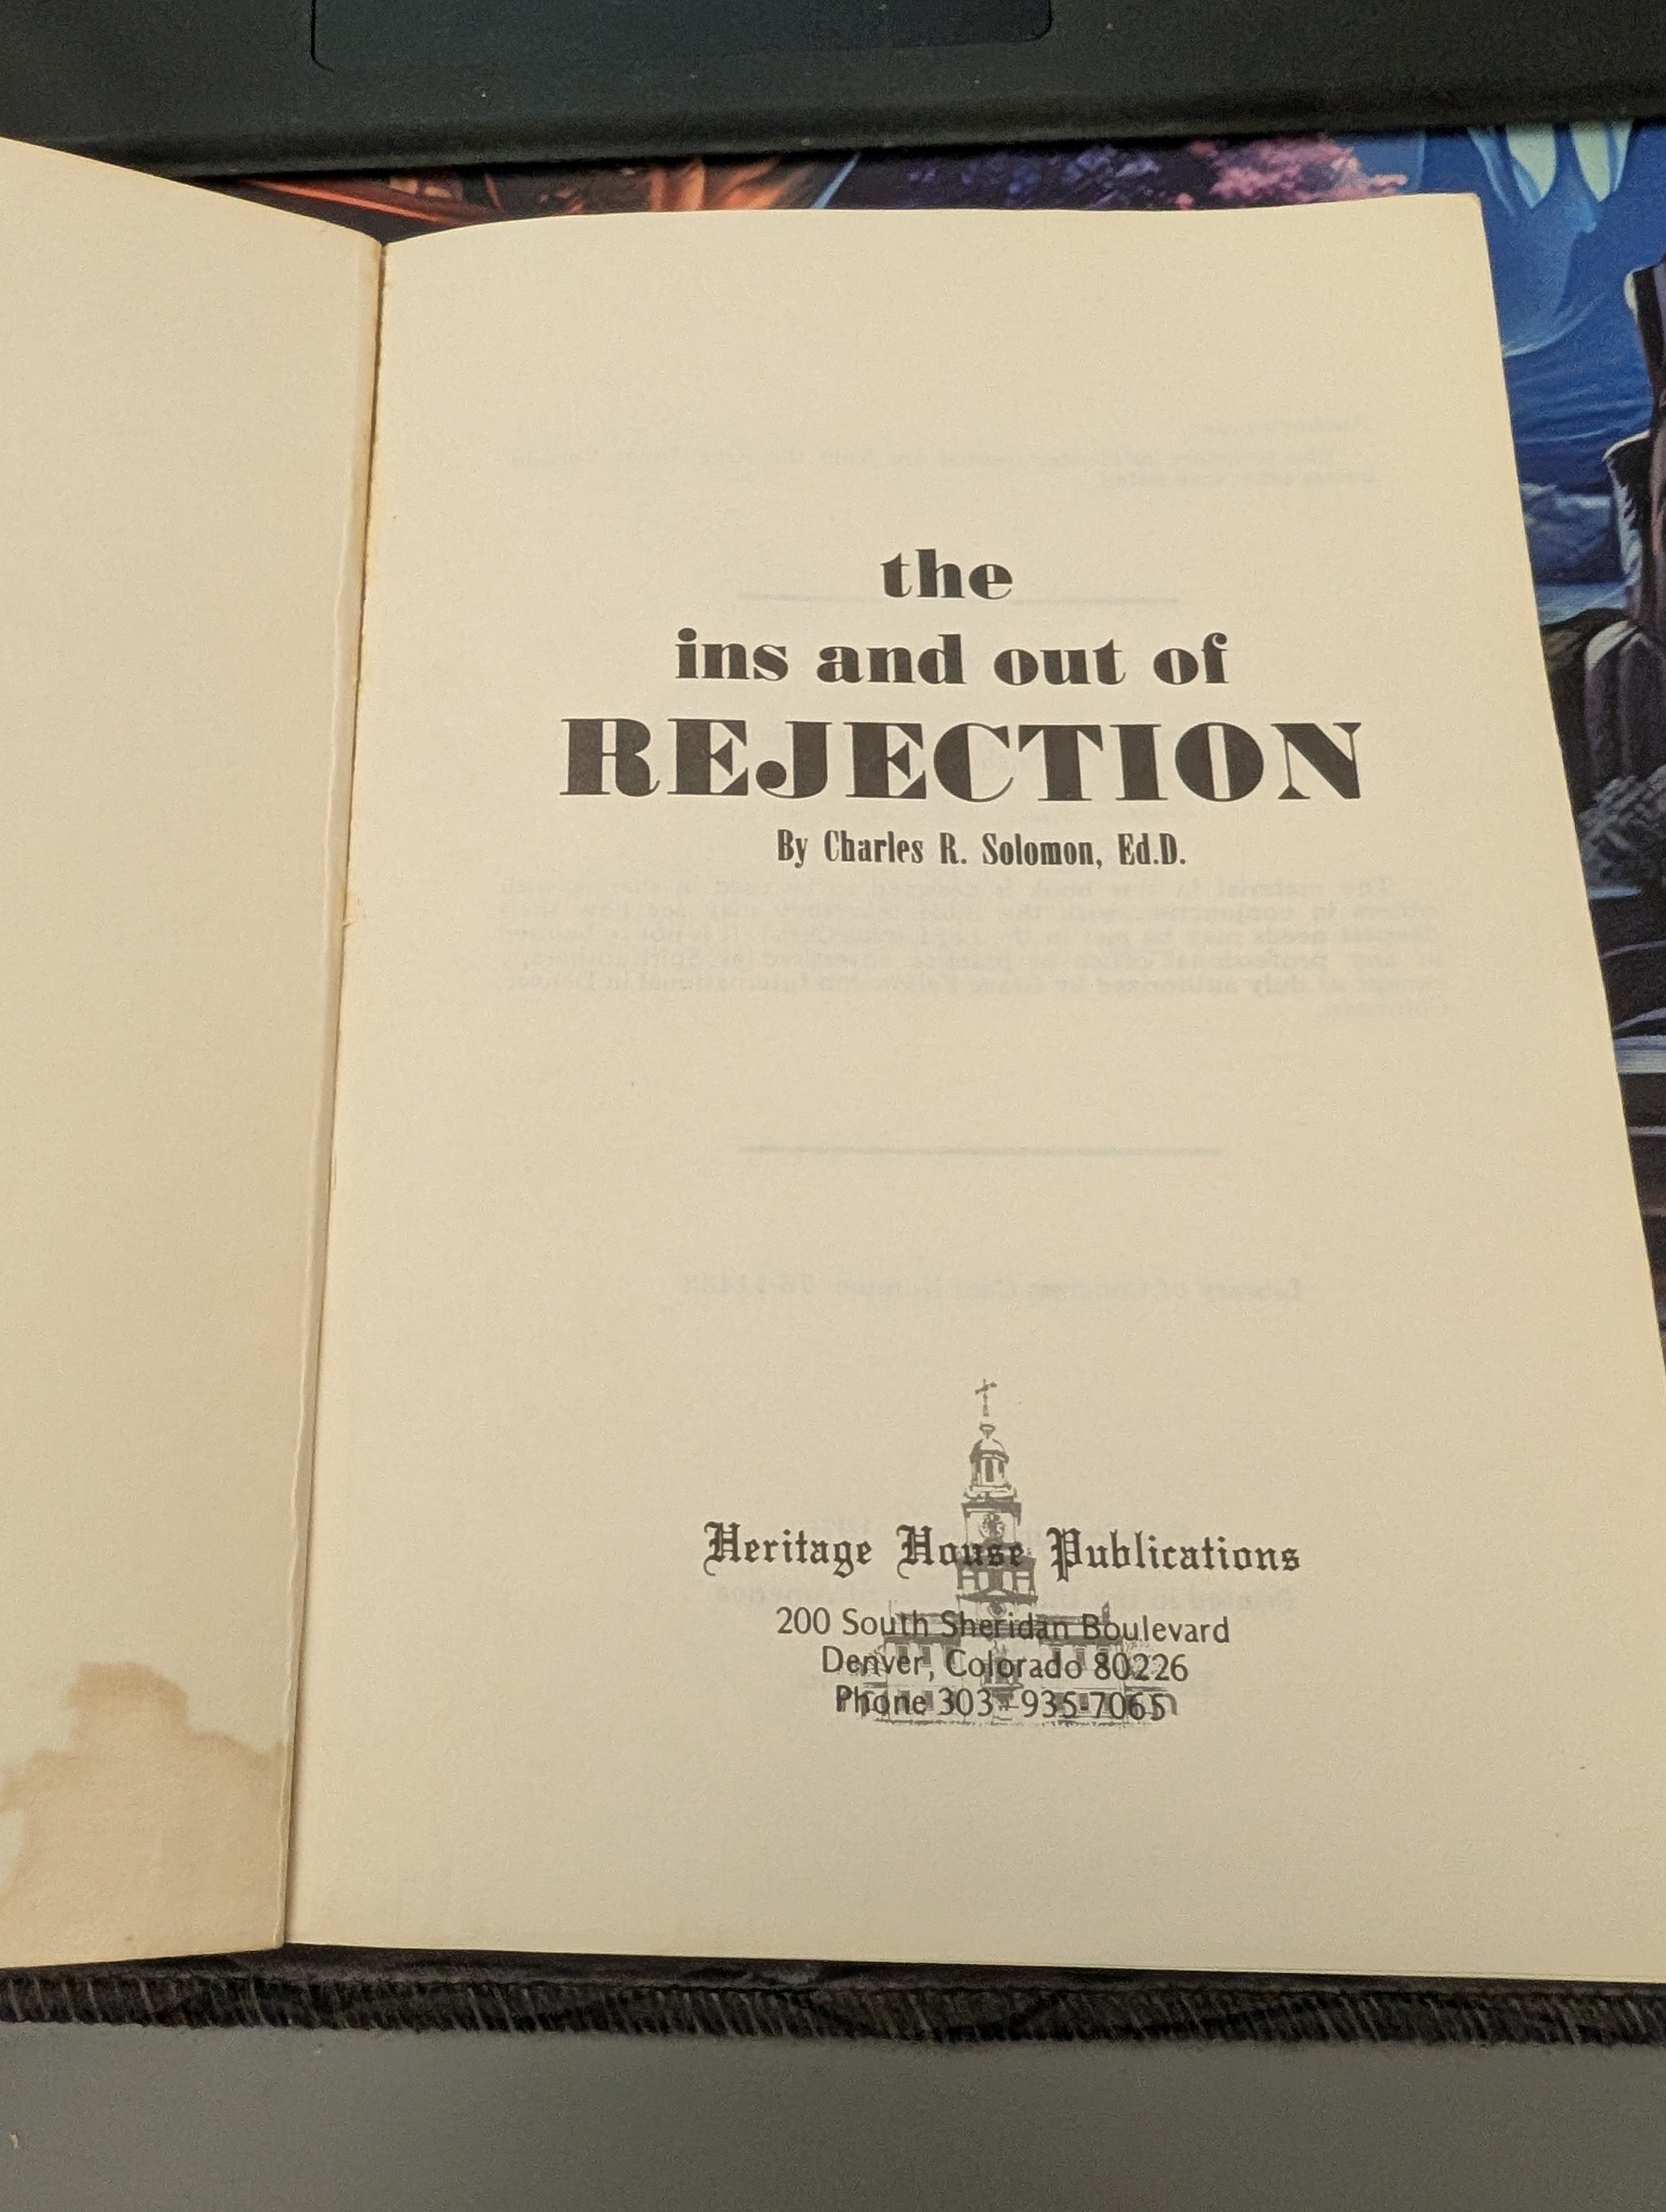 the
ins and out of
REJECTION
By Charles R. Solomon, Ed.D.
Heritage House Publications
200 South Sheridan Boulevard
Denver, Colorado 80226
Phone 303-935-7065